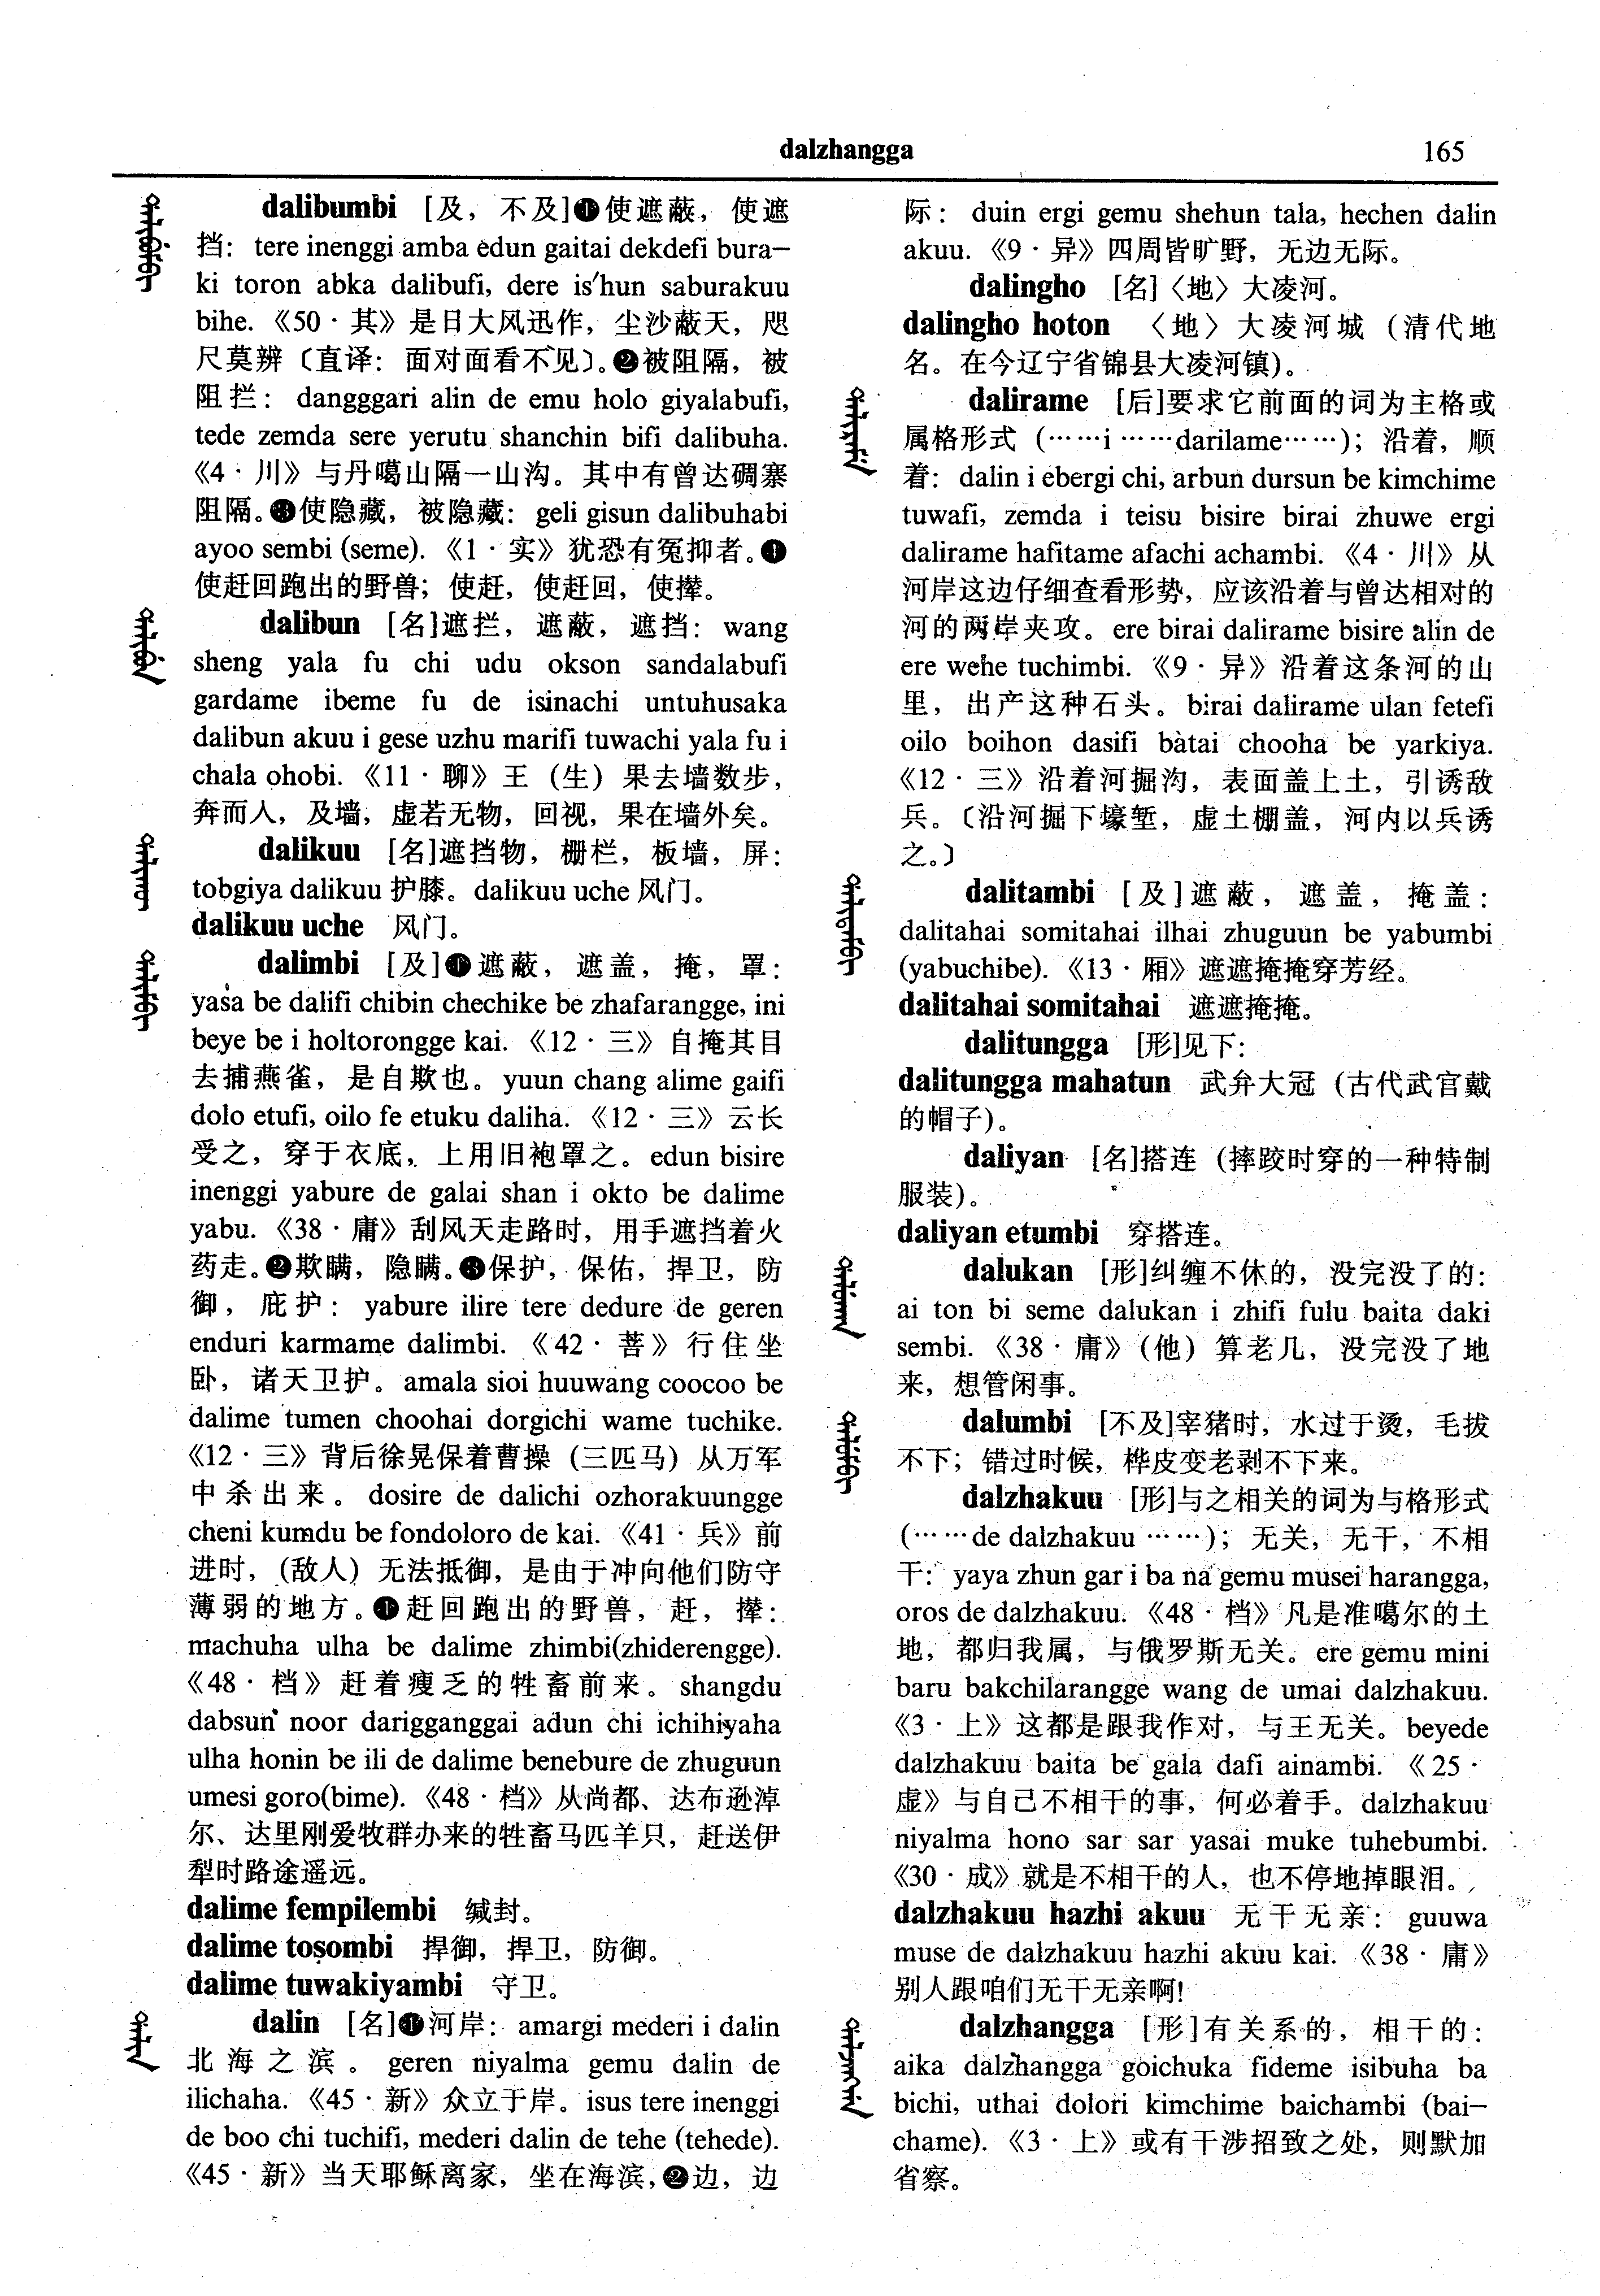 dalzhangga
165
dalibumbi [及，不及]❶使遮蔽，使遮
挡：tere inenggi amba edun gaitai dekdefi bura—
ki toron abka dalibufi, dere is'hun saburakuu
bihe.《50·其》是日大风迅作，尘沙蔽天，咫
尺莫辨〔直译：面对面看不见〕。❷被阻隔，被
阻拦：dangggari alin de emu holo giyalabufi,
tede zemda sere yerutu shanchin bifi dalibuha.
《4·川》与丹噶山隔一山沟。其中有曾达碉寨
阻隔。❸使隐藏，被隐藏：geli gisun dalibuhabi
ayoo sembi (seme).《1·实》犹恐有冤抑者。❹
使赶回跑出的野兽；使赶，使赶回，使撵。
dalibun [名]遮拦，遮蔽，遮挡：wang
sheng yala fu chi udu okson sandalabufi
gardame ibeme fu de isinachi untuhusaka
dalibun akuu i gese uzhu marifi tuwachi yala fu i
chala ohobi.《11·聊》王（生）果去墙数步，
奔而人，及墙，虚若无物，回视，果在墙外矣。
dalikuu [名]遮挡物，栅栏，板墙，屏：
tobgiya dalikuu 护膝。dalikuu uche 风门。
dalikuu uche 风门。
dalimbi [及]❶遮蔽，遮盖，掩，罩：
yasa be dalifi chibin chechike be zhafarangge, ini
beye be i holtorongge kai.《12·三》自掩其目
去捕燕雀，是自欺也。yuun chang alime gaifi
dolo etufi, oilo fe etuku daliha.《12·三》云长
受之，穿于衣底，上用旧袍罩之。edun bisire
inenggi yabure de galai shan i okto be dalime
yabu.《38·庸》刮风天走路时，用手遮挡着火
药走。❷欺瞒，隐瞒。❸保护，保佑，捍卫，防
御，庇护：yabure ilire tere dedure de geren
enduri karmame dalimbi.《42·菩》行住坐
卧，诸天卫护。amala sioi huuwang coocoo be
dalime tumen choohai dorgichi wame tuchike.
《12·三》背后徐晃保着曹操（三匹马）从万军
中杀出来。dosire de dalichi ozhorakuungge
cheni kumdu be fondoloro de kai.《41·兵》前
进时，（敌人）无法抵御，是由于冲向他们防守
薄弱的地方。❹赶回跑出的野兽，赶，撵：
machuha ulha be dalime zhimbi(zhiderengge).
《48·档》赶着瘦乏的牲畜前来。shangdu
dabsun noor darigganggai adun chi ichihiyaha
ulha honin be ili de dalime benebure de zhuguun
umesi goro(bime).《48·档》从尚都、达布逊淖
尔、达里刚爱牧群办来的牲畜马匹羊只，赶送伊
犁时路途遥远。
dalime fempilembi 缄封。
dalime tosombi 捍御，捍卫，防御。
dalime tuwakiyambi 守卫。
dalin [名]❶河岸：amargi mederi i dalin
北海之滨。geren niyalma gemu dalin de
ilichaha.《45·新》众立于岸。isus tere inenggi
de boo chi tuchifi, mederi dalin de tehe (tehede).
《45·新》当天耶稣离家，坐在海滨，❷边，边
际：duin ergi gemu shehun tala, hechen dalin
akuu.《9·异》四周皆旷野，无边无际。
dalingho [名]〈地〉大凌河。
dalingho hoton 〈地〉大凌河城（清代地
名。在今辽宁省锦县大凌河镇）。
dalirame [后]要求它前面的词为主格或
属格形式（……i ……darilame……）；沿着，顺
着：dalin i ebergi chi, arbun dursun be kimchime
tuwafi, zemda i teisu bisire birai zhuwe ergi
dalirame hafitame afachi achambi.《4·川》从
河岸这边仔细查看形势，应该沿着与曾达相对的
河的两岸夹攻。ere birai dalirame bisire alin de
ere wehe tuchimbi.《9·异》沿着这条河的山
里，出产这种石头。birai dalirame ulan fetefi
oilo boihon dasifi batai chooha be yarkiya.
《12·三》沿着河掘沟，表面盖上土，引诱敌
兵。〔沿河掘下壕堑，虚土棚盖，河内以兵诱
之。〕
dalitambi [及]遮蔽，遮盖，掩盖：
dalitahai somitahai ilhai zhuguun be yabumbi
(yabuchibe).《13·厢》遮遮掩掩穿芳经。
dalitahai somitahai 遮遮掩掩。
dalitungga [形]见下：
dalitungga mahatun 武弁大冠（古代武官戴
的帽子）。
daliyan [名]搭连（摔跤时穿的一种特制
服装）。
daliyan etumbi 穿搭连。
dalukan [形]纠缠不休的，没完没了的：
ai ton bi seme dalukan i zhifi fulu baita daki
sembi.《38·庸》（他）算老几，没完没了地
来，想管闲事。
dalumbi [不及]宰猪时，水过于烫，毛拔
不下；错过时候，桦皮变老剥不下来。
dalzhakuu [形]与之相关的词为与格形式
（……de dalzhakuu ……）；无关，无干，不相
干：yaya zhun gar i ba na gemu musei harangga,
oros de dalzhakuu.《48·档》凡是准噶尔的土
地，都归我属，与俄罗斯无关。ere gemu mini
baru bakchilarangge wang de umai dalzhakuu.
《3·上》这都是跟我作对，与王无关。beyede
dalzhakuu baita be gala dafi ainambi.《25·
虚》与自己不相干的事，何必着手。dalzhakuu
niyalma hono sar sar yasai muke tuhebumbi.
《30·成》就是不相干的人，也不停地掉眼泪。
dalzhakuu hazhi akuu 无干无亲：guuwa
muse de dalzhakuu hazhi akuu kai.《38·庸》
别人跟咱们无干无亲啊！
dalzhangga [形]有关系的，相干的：
aika dalzhangga goichuka fideme isibuha ba
bichi, uthai dolori kimchime baichambi (bai—
chame).《3·上》或有干涉招致之处，则默加
省察。